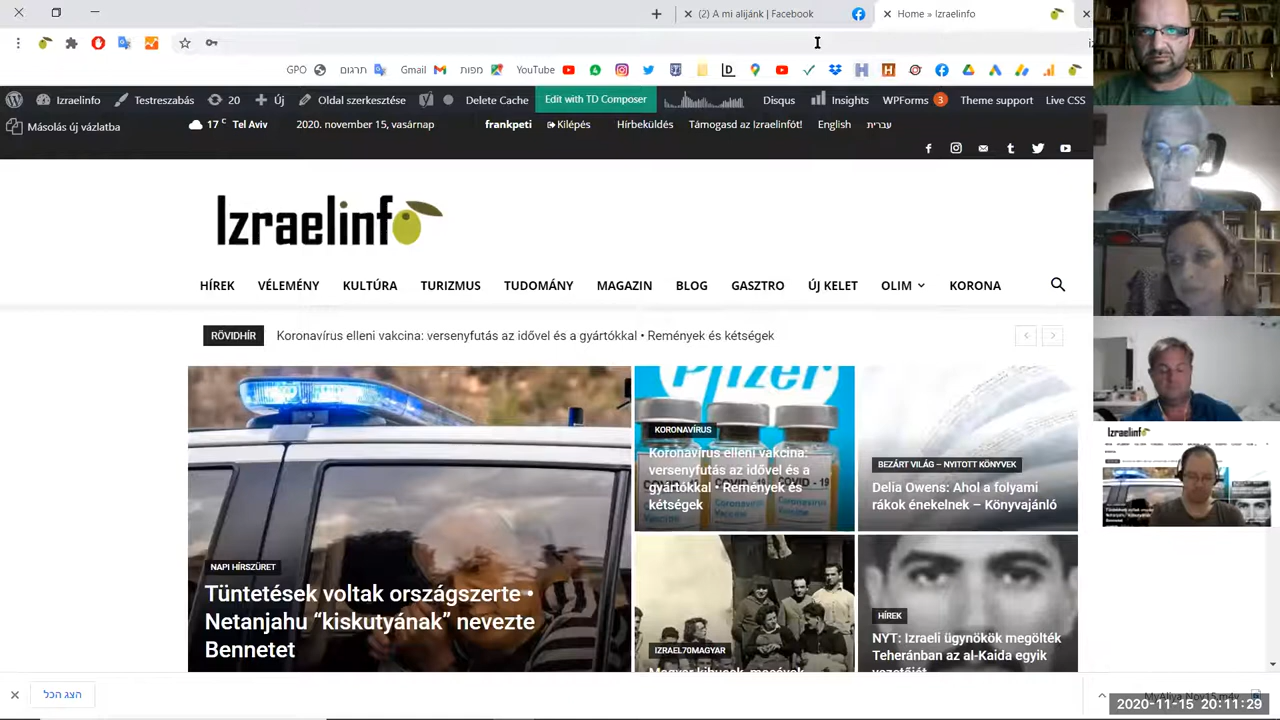 (2) A mi alijánk | Facebook
Home » Izraelinfo
GPO
תרגום
Gmail
מפות
YouTube
Izraelinfo
Testreszabás
20
Új
Oldal szerkesztése
Delete Cache
Edit with TD Composer
Disqus
Insights
WPForms 3
Theme support
Live CSS
Másolás új vázlatba
17 C Tel Aviv
2020. november 15, vasárnap
frankpeti
Kilépés
Hírbeküldés
Támogasd az Izraelinfót!
English
עברית
Izraelinfo
HÍREK
VÉLEMÉNY
KULTÚRA
TURIZMUS
TUDOMÁNY
MAGAZIN
BLOG
GASZTRO
ÚJ KELET
OLIM
KORONA
RÖVIDHÍR
Koronavírus elleni vakcina: versenyfutás az idővel és a gyártókkal • Remények és kétségek
NAPI HÍRSZÜRET
Tüntetések voltak országszerte •
Netanjahu “kiskutyának” nevezte
Bennetet
Pfizer
KORONAVÍRUS
Koronavírus elleni vakcina:
versenyfutás az idővel és a
gyártókkal • Remények és
kétségek
BEZÁRT VILÁG – NYITOTT KÖNYVEK
Delia Owens: Ahol a folyami
rákok énekelnek – Könyvajánló
IZRAEL70MAGYAR
HÍREK
NYT: Izraeli ügynökök megölték
Teheránban az al-Kaida egyik
vezetőjét
Izraelinfo
הצג הכל
MyAliya_Nov15.m4v
2020-11-15 20:11:29